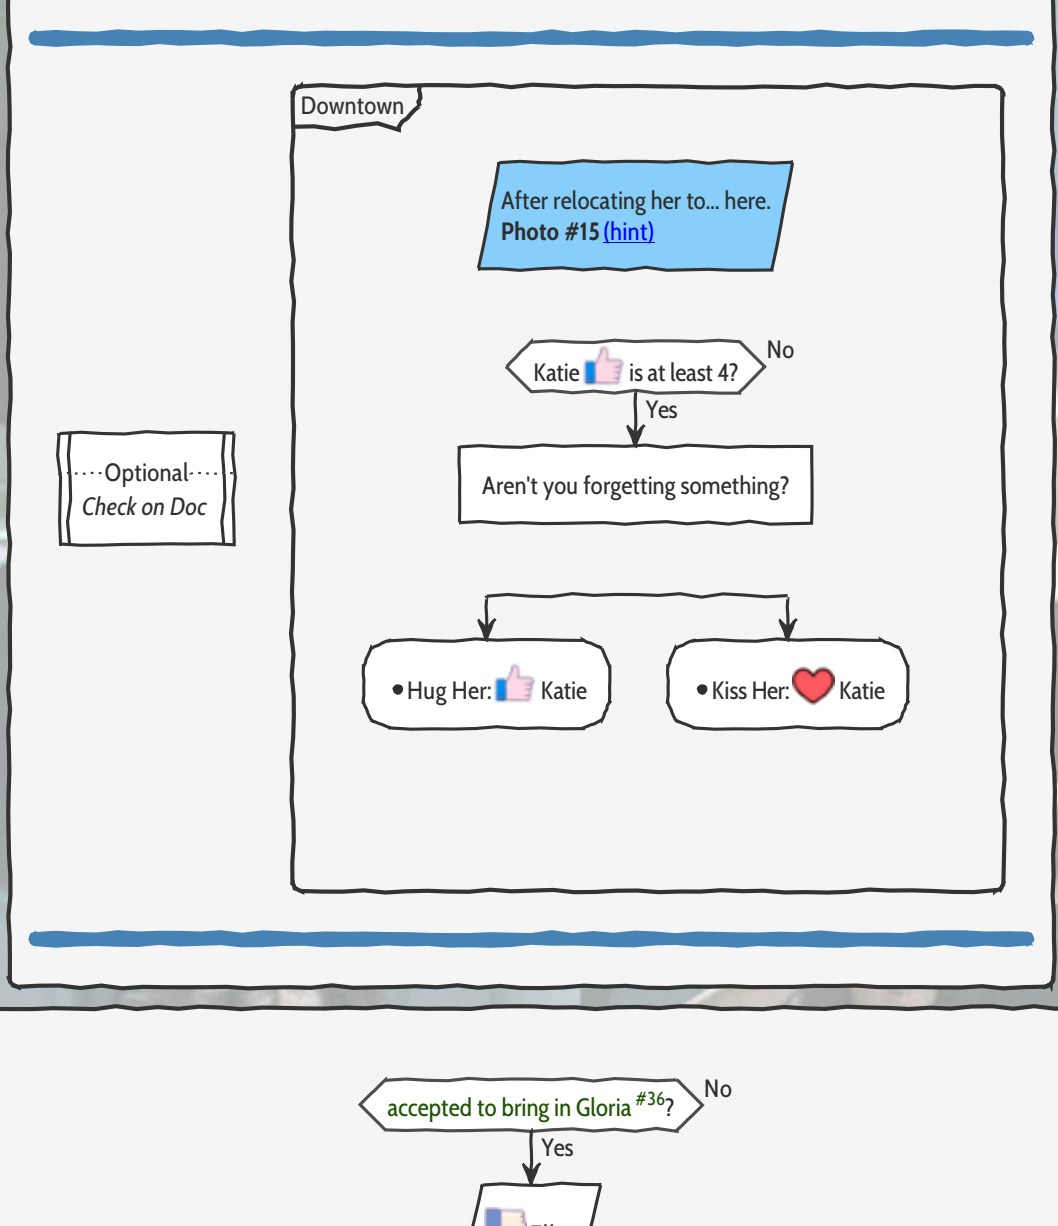 Downtown
After relocating her to... here.
Photo #15 (hint)
Katie is at least 4?
No
Yes
Optional
Check on Doc
Aren't you forgetting something?
•Hug Her: Katie
•Kiss Her: Katie
accepted to bring in Gloria #36?
No
Yes